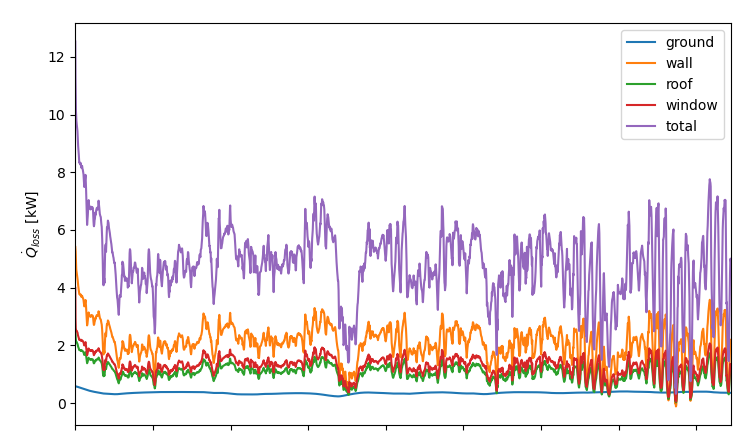 ground
wall
roof
window
total
12
10
8
6
4
2
0
Q̇loss [kW]